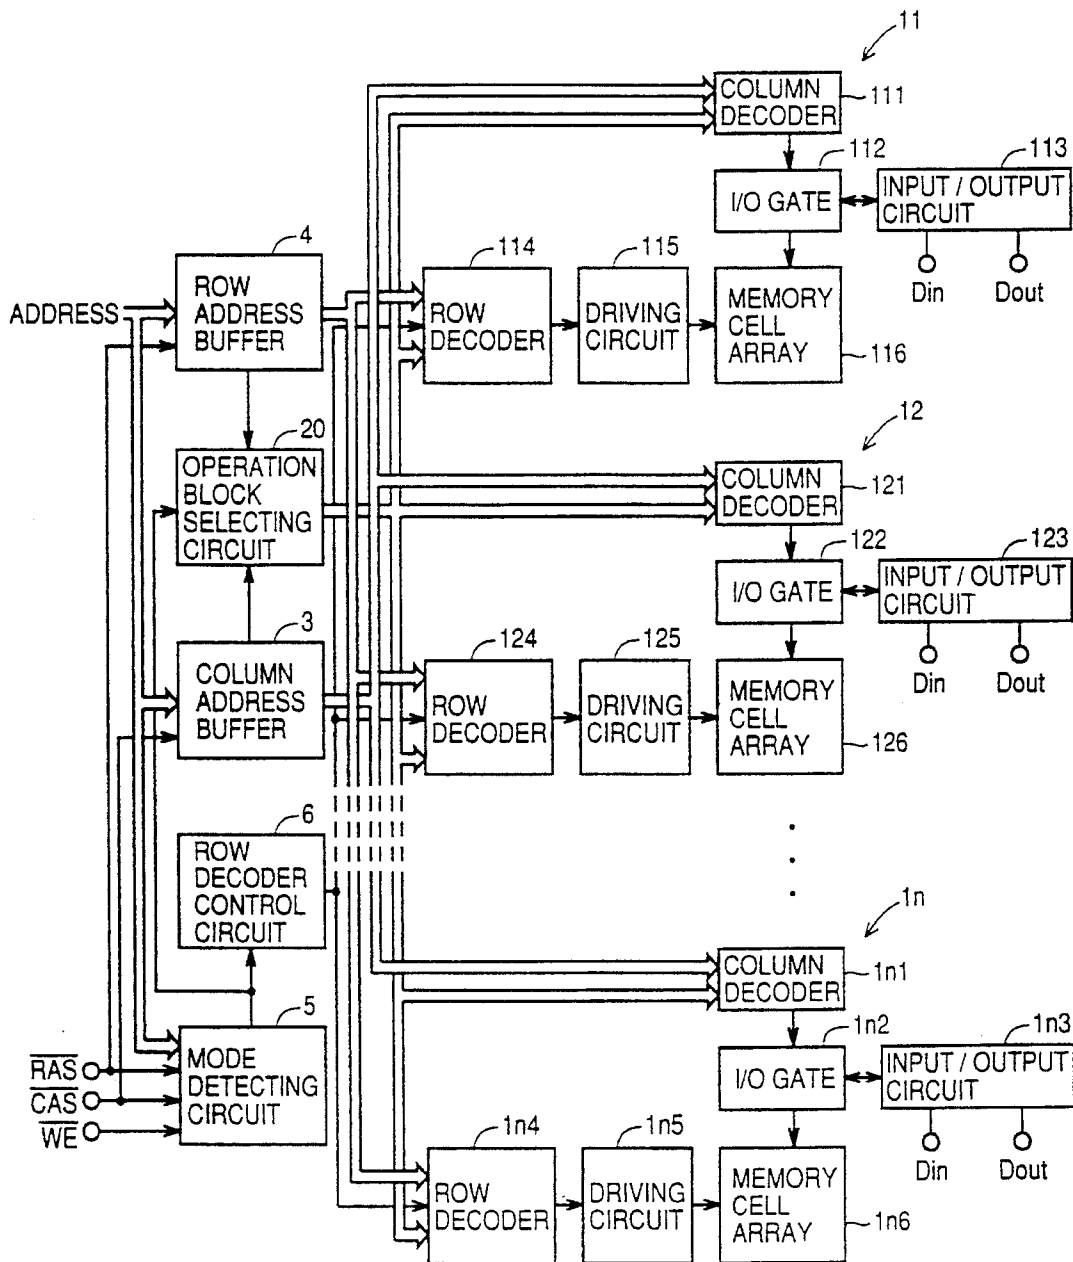 11
COLUMN
DECODER
111
112
113
I/O GATE
INPUT / OUTPUT
CIRCUIT
Din
Dout
4
ROW
ADDRESS
BUFFER
ADDRESS
114
ROW
DECODER
115
DRIVING
CIRCUIT
MEMORY
CELL
ARRAY
116
20
OPERATION
BLOCK
SELECTING
CIRCUIT
12
COLUMN
DECODER
121
122
123
I/O GATE
INPUT / OUTPUT
CIRCUIT
Din
Dout
3
COLUMN
ADDRESS
BUFFER
124
ROW
DECODER
125
DRIVING
CIRCUIT
MEMORY
CELL
ARRAY
126
6
ROW
DECODER
CONTROL
CIRCUIT
1n
COLUMN
DECODER
1n1
5
MODE
DETECTING
CIRCUIT
RAS
CAS
WE
1n2
1n3
I/O GATE
INPUT / OUTPUT
CIRCUIT
Din
Dout
1n4
ROW
DECODER
1n5
DRIVING
CIRCUIT
MEMORY
CELL
ARRAY
1n6